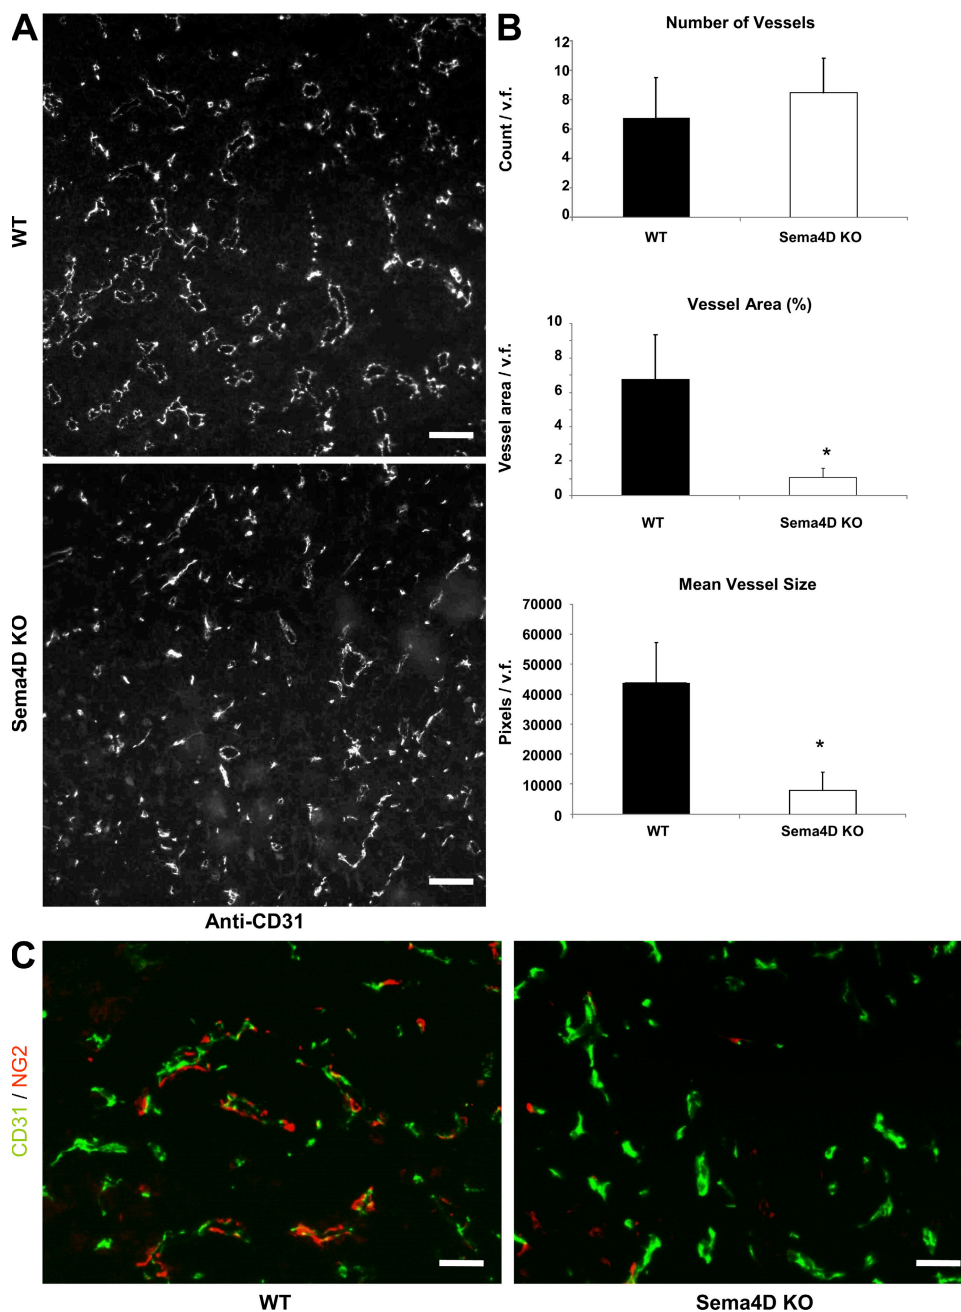 A
WT
Sema4D KO
Anti-CD31
B
Number of Vessels
Count / v.f.
12
10
8
6
4
2
0
WT
Sema4D KO
Vessel Area (%)
Vessel area / v.f.
10
8
6
4
2
0
*
WT
Sema4D KO
Mean Vessel Size
Pixels / v.f.
70000
60000
50000
40000
30000
20000
10000
0
*
WT
Sema4D KO
C
CD31 / NG2
WT
Sema4D KO